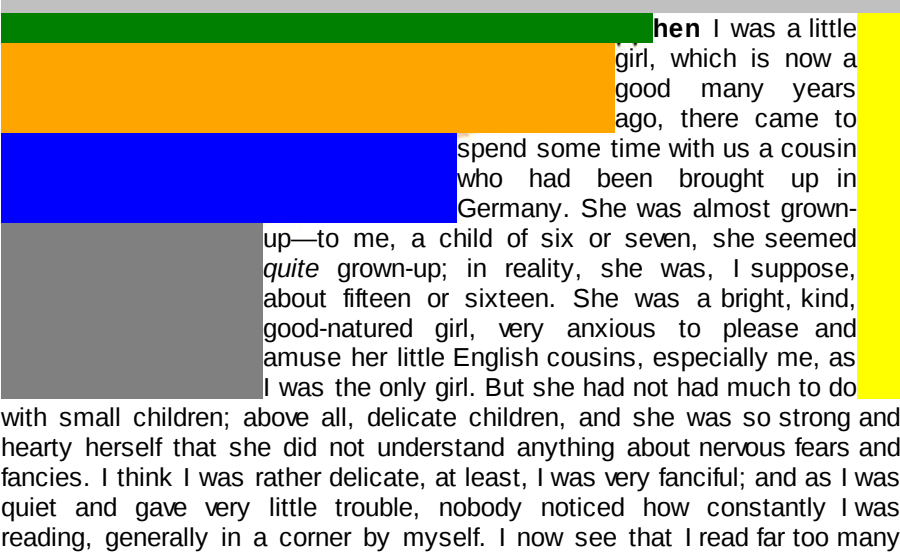 hen I was a little
girl, which is now a
good many years
ago, there came to
spend some time with us a cousin
who had been brought up in
Germany. She was almost grown-
up—to me, a child of six or seven, she seemed
quite grown-up; in reality, she was, I suppose,
about fifteen or sixteen. She was a bright, kind,
good-natured girl, very anxious to please and
amuse her little English cousins, especially me, as
I was the only girl. But she had not had much to do
with small children; above all, delicate children, and she was so strong and
hearty herself that she did not understand anything about nervous fears and
fancies. I think I was rather delicate, at least, I was very fanciful; and as I was
quiet and gave very little trouble, nobody noticed how constantly I was
reading, generally in a corner by myself. I now see that I read far too many